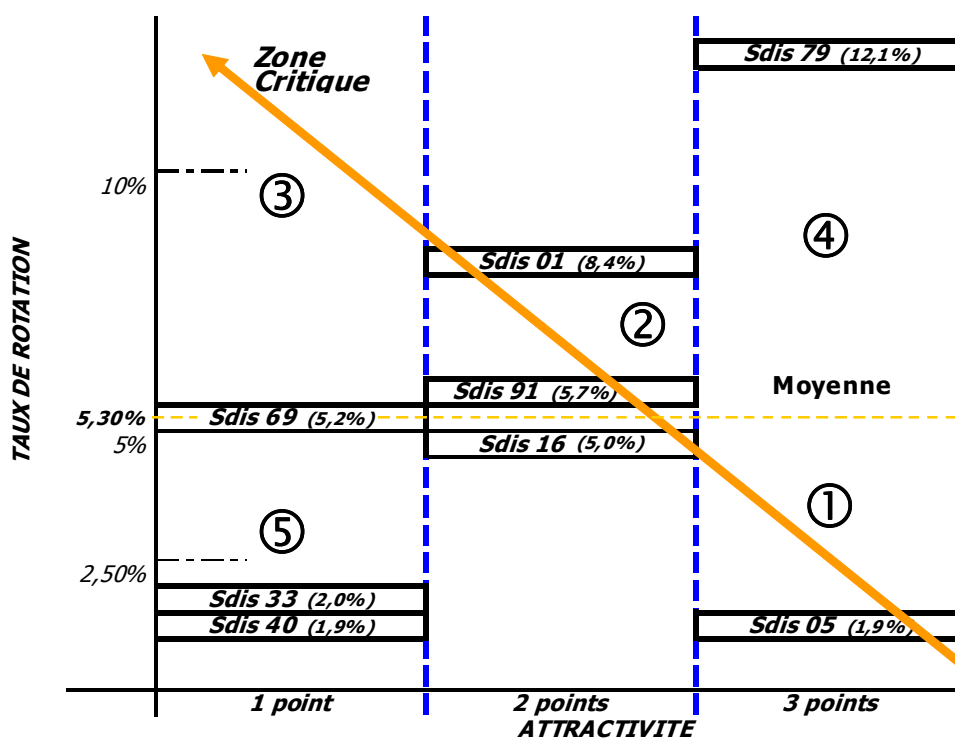 Zone
Critique
Sdis 79 (12,1%)
10%
③
④
Sdis 01 (8,4%)
②
TAUX DE ROTATION
Sdis 91 (5,7%)
Moyenne
5,30%
Sdis 69 (5,2%)
5%
Sdis 16 (5,0%)
①
⑤
2,50%
Sdis 33 (2,0%)
Sdis 40 (1,9%)
Sdis 05 (1,9%)
1 point
2 points
3 points
ATTRACTIVITE